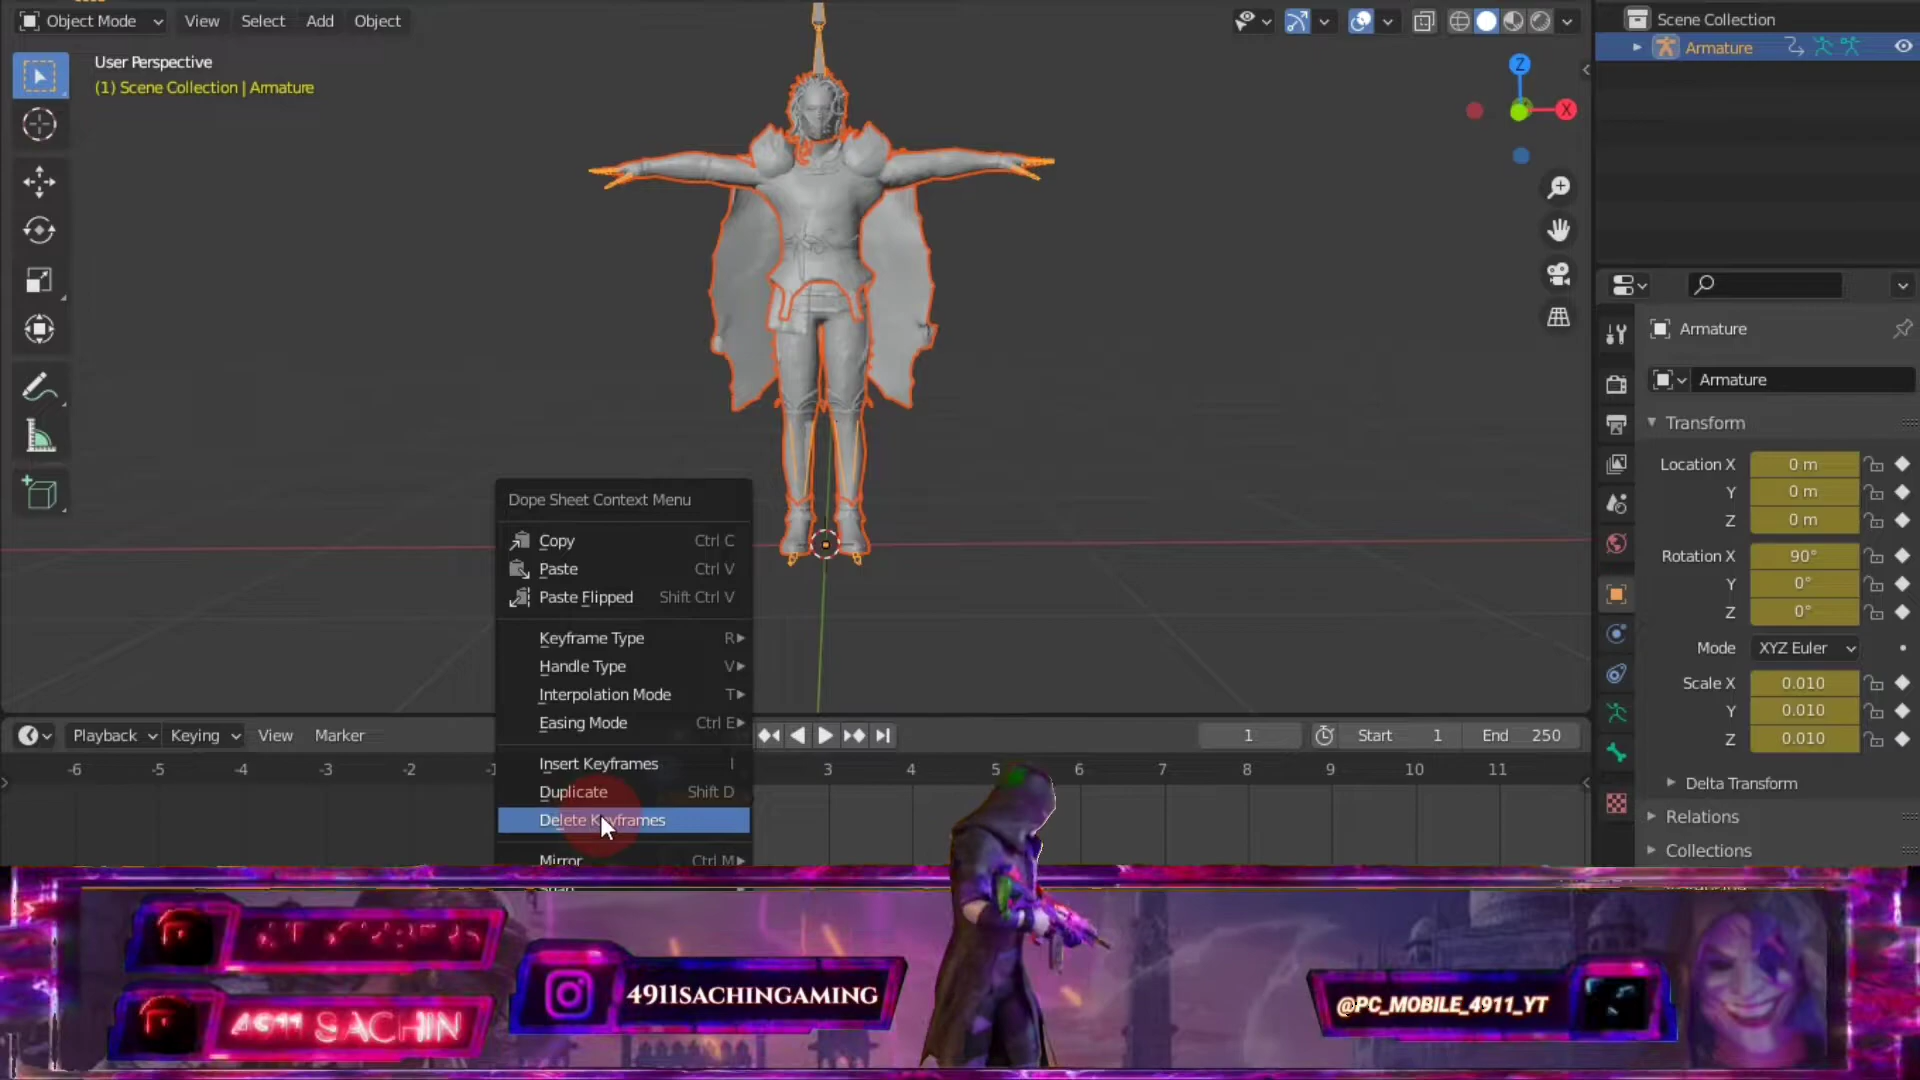 Object Mode View Select Add Object
Scene Collection
Armature
User Perspective
(1) Scene Collection | Armature
Z
X
Armature
Armature
Transform
Location X 0 m
Y 0 m
Z 0 m
Rotation X 90°
Y 0°
Z 0°
Mode XYZ Euler
Scale X 0.010
Y 0.010
Z 0.010
Delta Transform
Relations
Collections
Dope Sheet Context Menu
Copy Ctrl C
Paste Ctrl V
Paste Flipped Shift Ctrl V
Keyframe Type R
Handle Type V
Interpolation Mode T
Easing Mode Ctrl E
Insert Keyframes I
Duplicate Shift D
Delete Keyframes
Mirror Ctrl M
Playback Keying View Marker 1 Start 1 End 250
-6 -5 -4 -3 -2 3 4 5 6 7 8 9 10 11
4911SACHINGAMING
4911 SACHIN
@PC_MOBILE_4911_YT